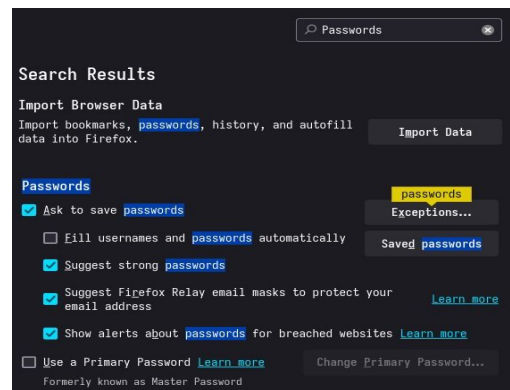 Passwords
Search Results
Import Browser Data
Import bookmarks, passwords, history, and autofill
data into Firefox.
Import Data
Passwords
passwords
Ask to save passwords
Exceptions...
Fill usernames and passwords automatically
Saved passwords
Suggest strong passwords
Suggest Firefox Relay email masks to protect your
email address
Learn more
Show alerts about passwords for breached websites Learn more
Use a Primary Password Learn more
Change Primary Password...
Formerly known as Master Password